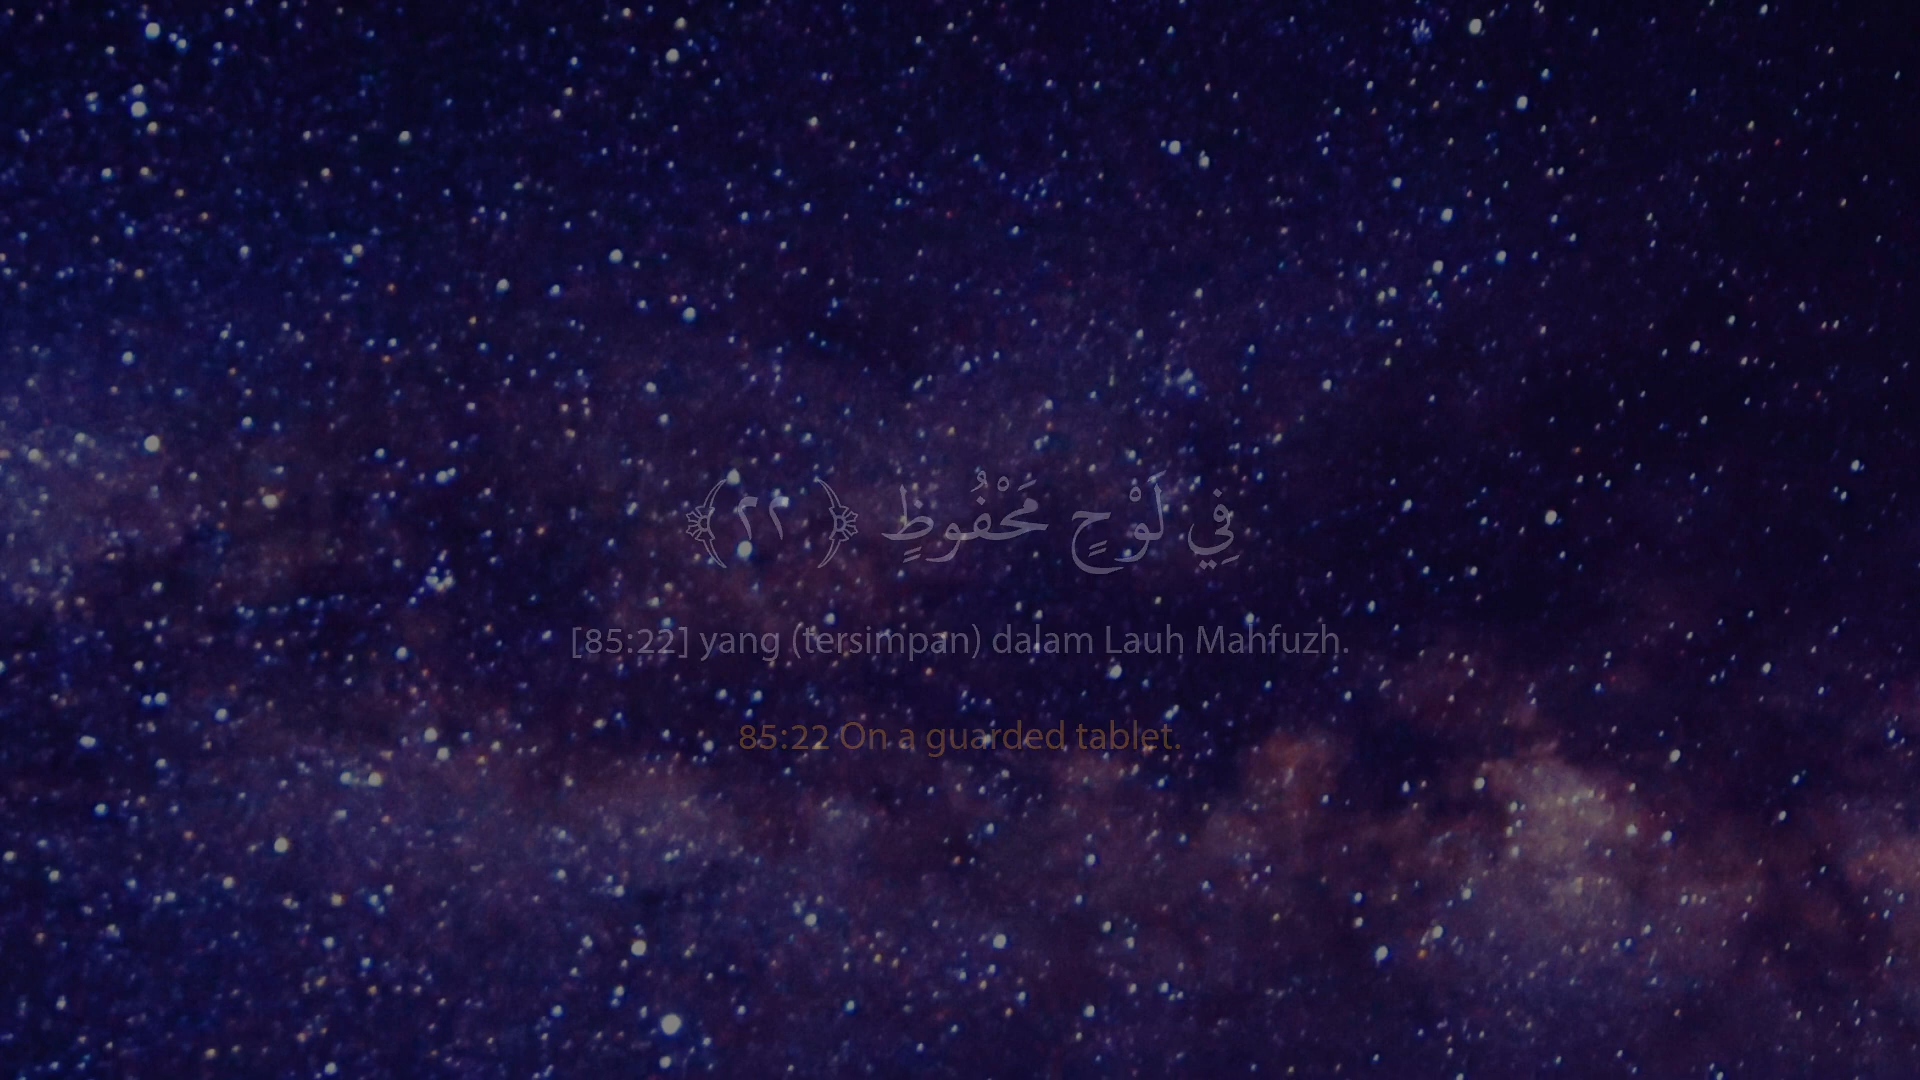 فِي لَوْحٍ مَحْفُوظٍ ﴿٢٢﴾
[85:22] yang (tersimpan) dalam Lauh Mahfuzh.
85:22 On a guarded tablet.